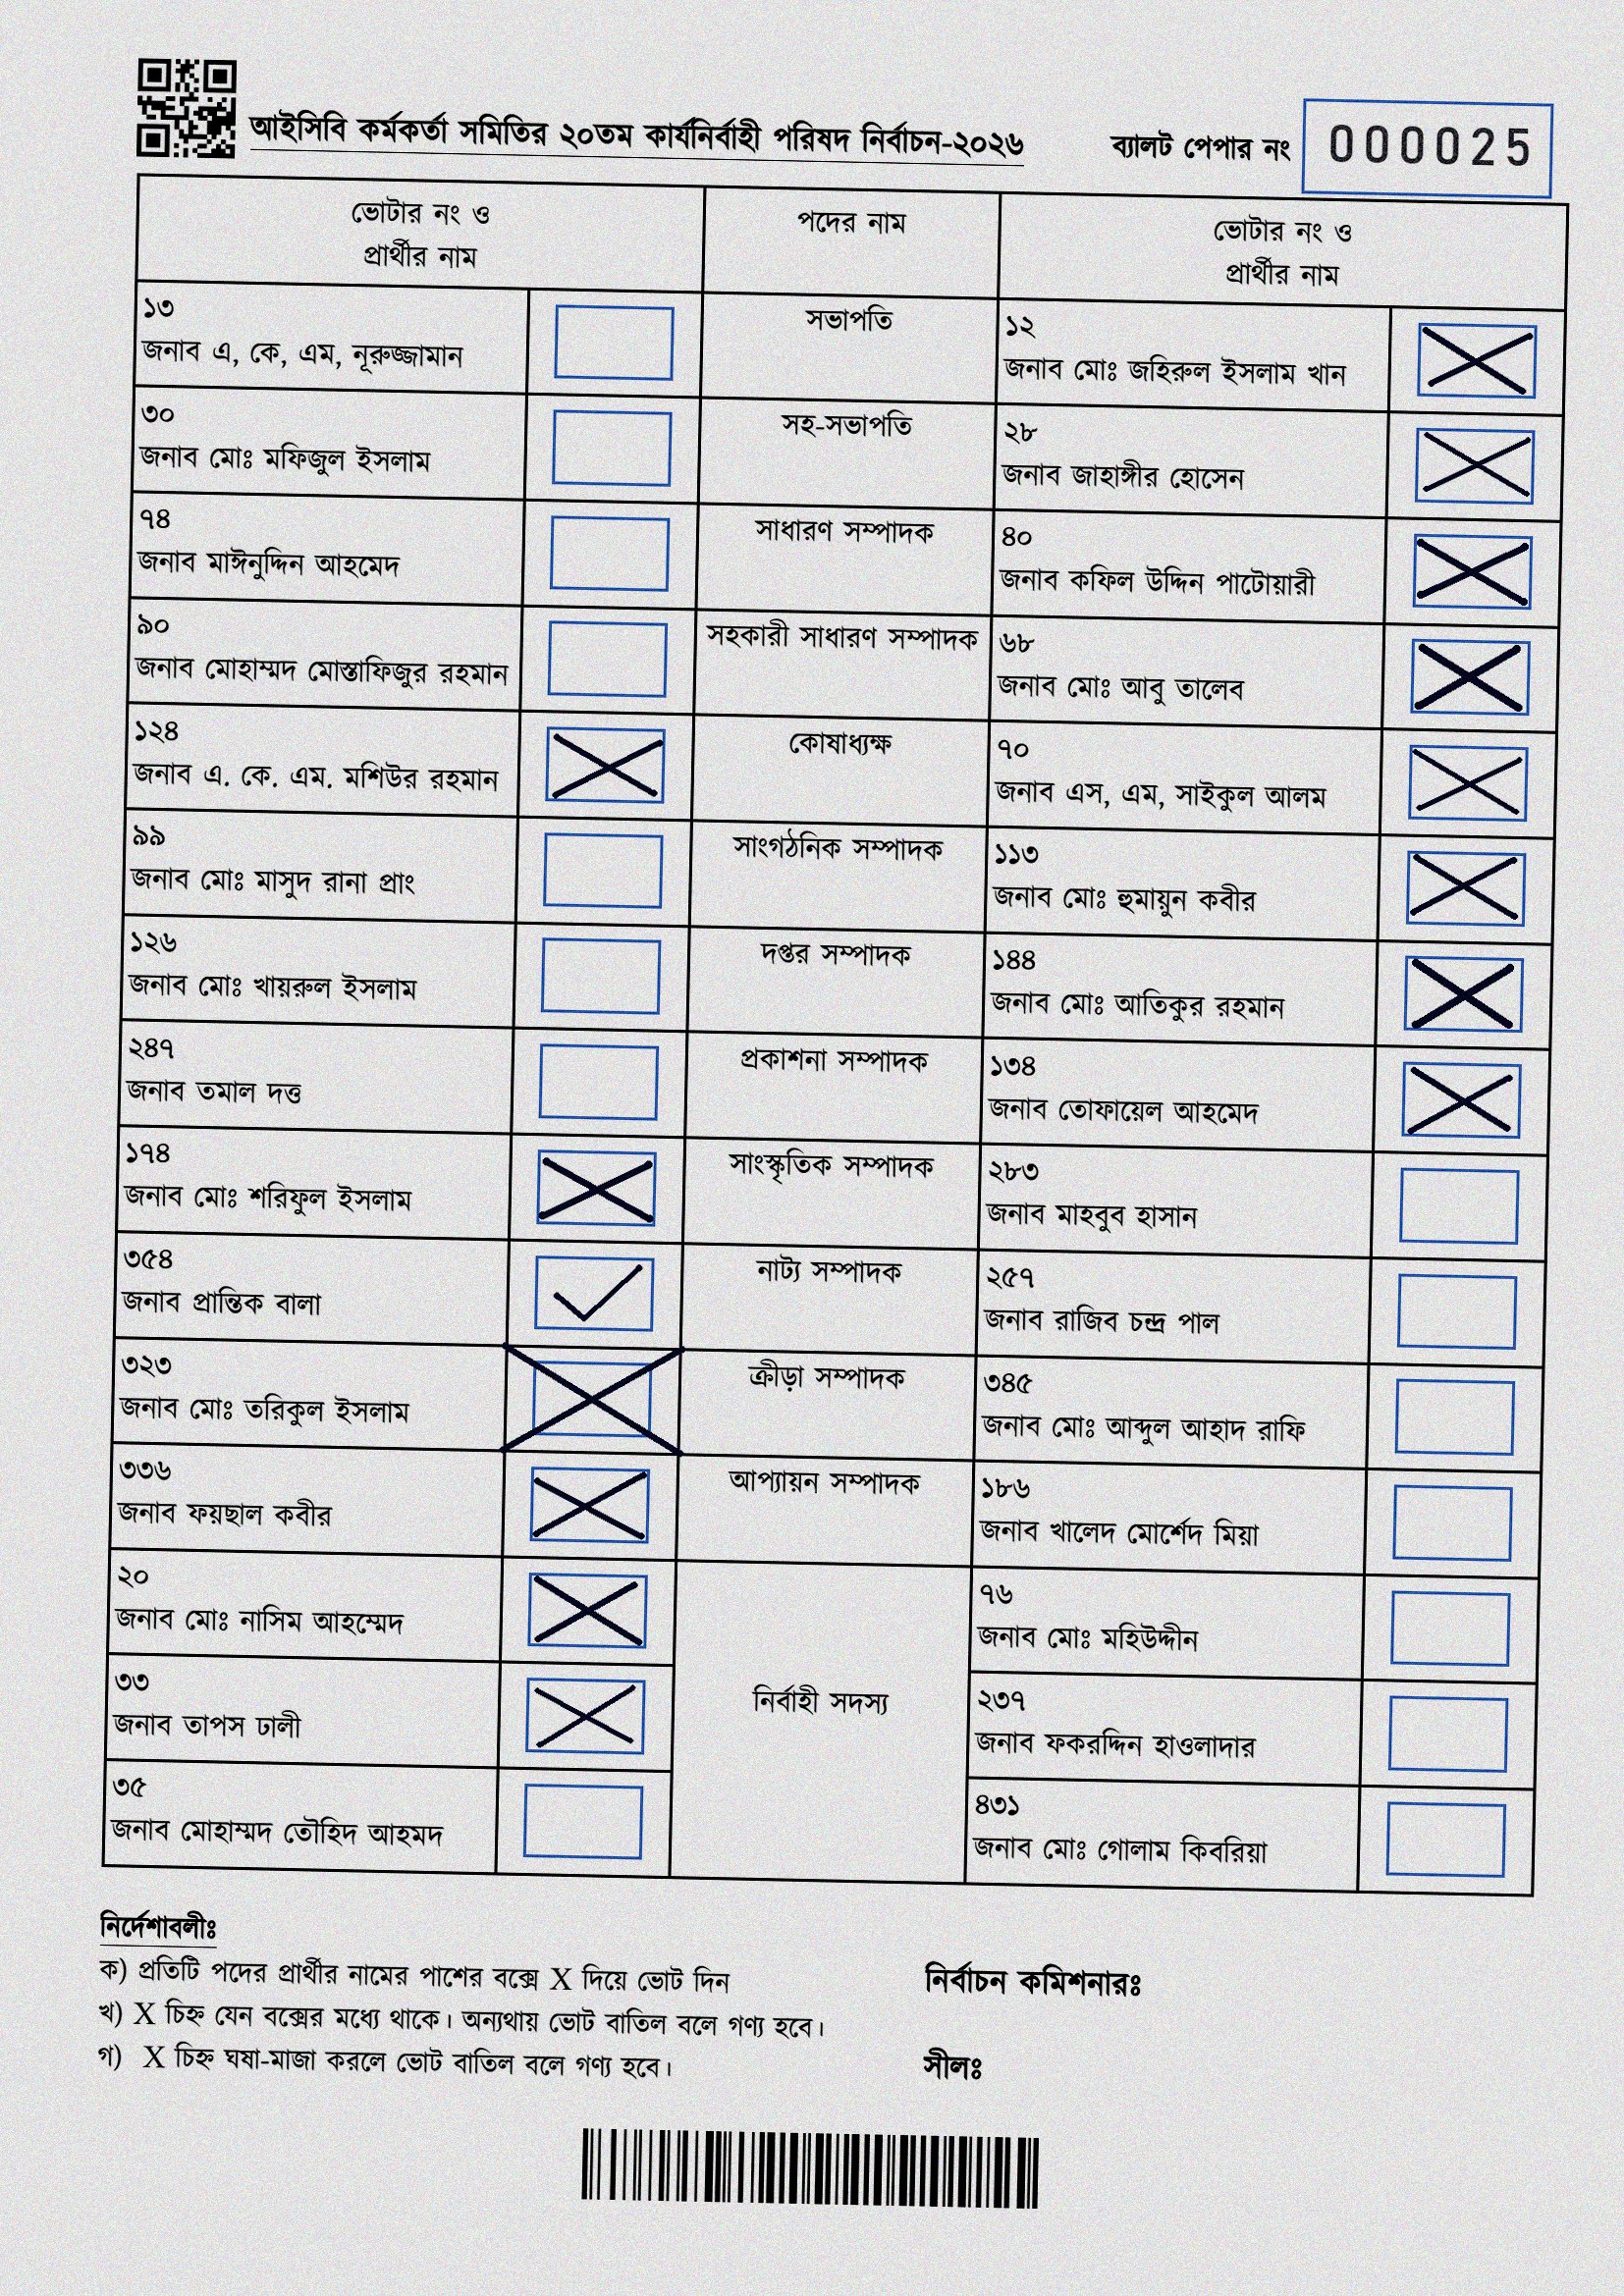 আইসিবি কর্মকর্তা সমিতির ২০তম কার্যনির্বাহী পরিষদ নির্বাচন-২০২৬
ব্যালট পেপার নং 000025
ভোটার নং ও
প্রার্থীর নাম
পদের নাম
ভোটার নং ও
প্রার্থীর নাম
১৩
জনাব এ, কে, এম, নূরুজ্জামান
সভাপতি
১২
জনাব মোঃ জহিরুল ইসলাম খান
৩০
জনাব মোঃ মফিজুল ইসলাম
সহ-সভাপতি
২৮
জনাব জাহাঙ্গীর হোসেন
৭৪
জনাব মাঈনুদ্দিন আহমেদ
সাধারণ সম্পাদক
৪০
জনাব কফিল উদ্দিন পাটোয়ারী
৯০
জনাব মোহাম্মদ মোস্তাফিজুর রহমান
সহকারী সাধারণ সম্পাদক
৬৮
জনাব মোঃ আবু তালেব
১২৪
জনাব এ. কে. এম. মশিউর রহমান
কোষাধ্যক্ষ
৭০
জনাব এস, এম, সাইকুল আলম
৯৯
জনাব মোঃ মাসুদ রানা প্রাং
সাংগঠনিক সম্পাদক
১১৩
জনাব মোঃ হুমায়ুন কবীর
১২৬
জনাব মোঃ খায়রুল ইসলাম
দপ্তর সম্পাদক
১৪৪
জনাব মোঃ আতিকুর রহমান
২৪৭
জনাব তমাল দত্ত
প্রকাশনা সম্পাদক
১৩৪
জনাব তোফায়েল আহমেদ
১৭৪
জনাব মোঃ শরিফুল ইসলাম
সাংস্কৃতিক সম্পাদক
২৮৩
জনাব মাহবুব হাসান
৩৫৪
জনাব প্রান্তিক বালা
নাট্য সম্পাদক
২৫৭
জনাব রাজিব চন্দ্র পাল
৩২৩
জনাব মোঃ তরিকুল ইসলাম
ক্রীড়া সম্পাদক
৩৪৫
জনাব মোঃ আব্দুল আহাদ রাফি
৩৩৬
জনাব ফয়ছাল কবীর
আপ্যায়ন সম্পাদক
১৮৬
জনাব খালেদ মোর্শেদ মিয়া
২০
জনাব মোঃ নাসিম আহম্মেদ
৭৬
জনাব মোঃ মহিউদ্দীন
৩৩
জনাব তাপস ঢালী
নির্বাহী সদস্য
২৩৭
জনাব ফকরদ্দিন হাওলাদার
৩৫
জনাব মোহাম্মদ তৌহিদ আহমদ
৪৩১
জনাব মোঃ গোলাম কিবরিয়া
নির্দেশাবলীঃ
ক) প্রতিটি পদের প্রার্থীর নামের পাশের বক্সে X দিয়ে ভোট দিন
খ) X চিহ্ন যেন বক্সের মধ্যে থাকে। অন্যথায় ভোট বাতিল বলে গণ্য হবে।
গ) X চিহ্ন ঘষা-মাজা করলে ভোট বাতিল বলে গণ্য হবে।
নির্বাচন কমিশনারঃ
সীলঃ